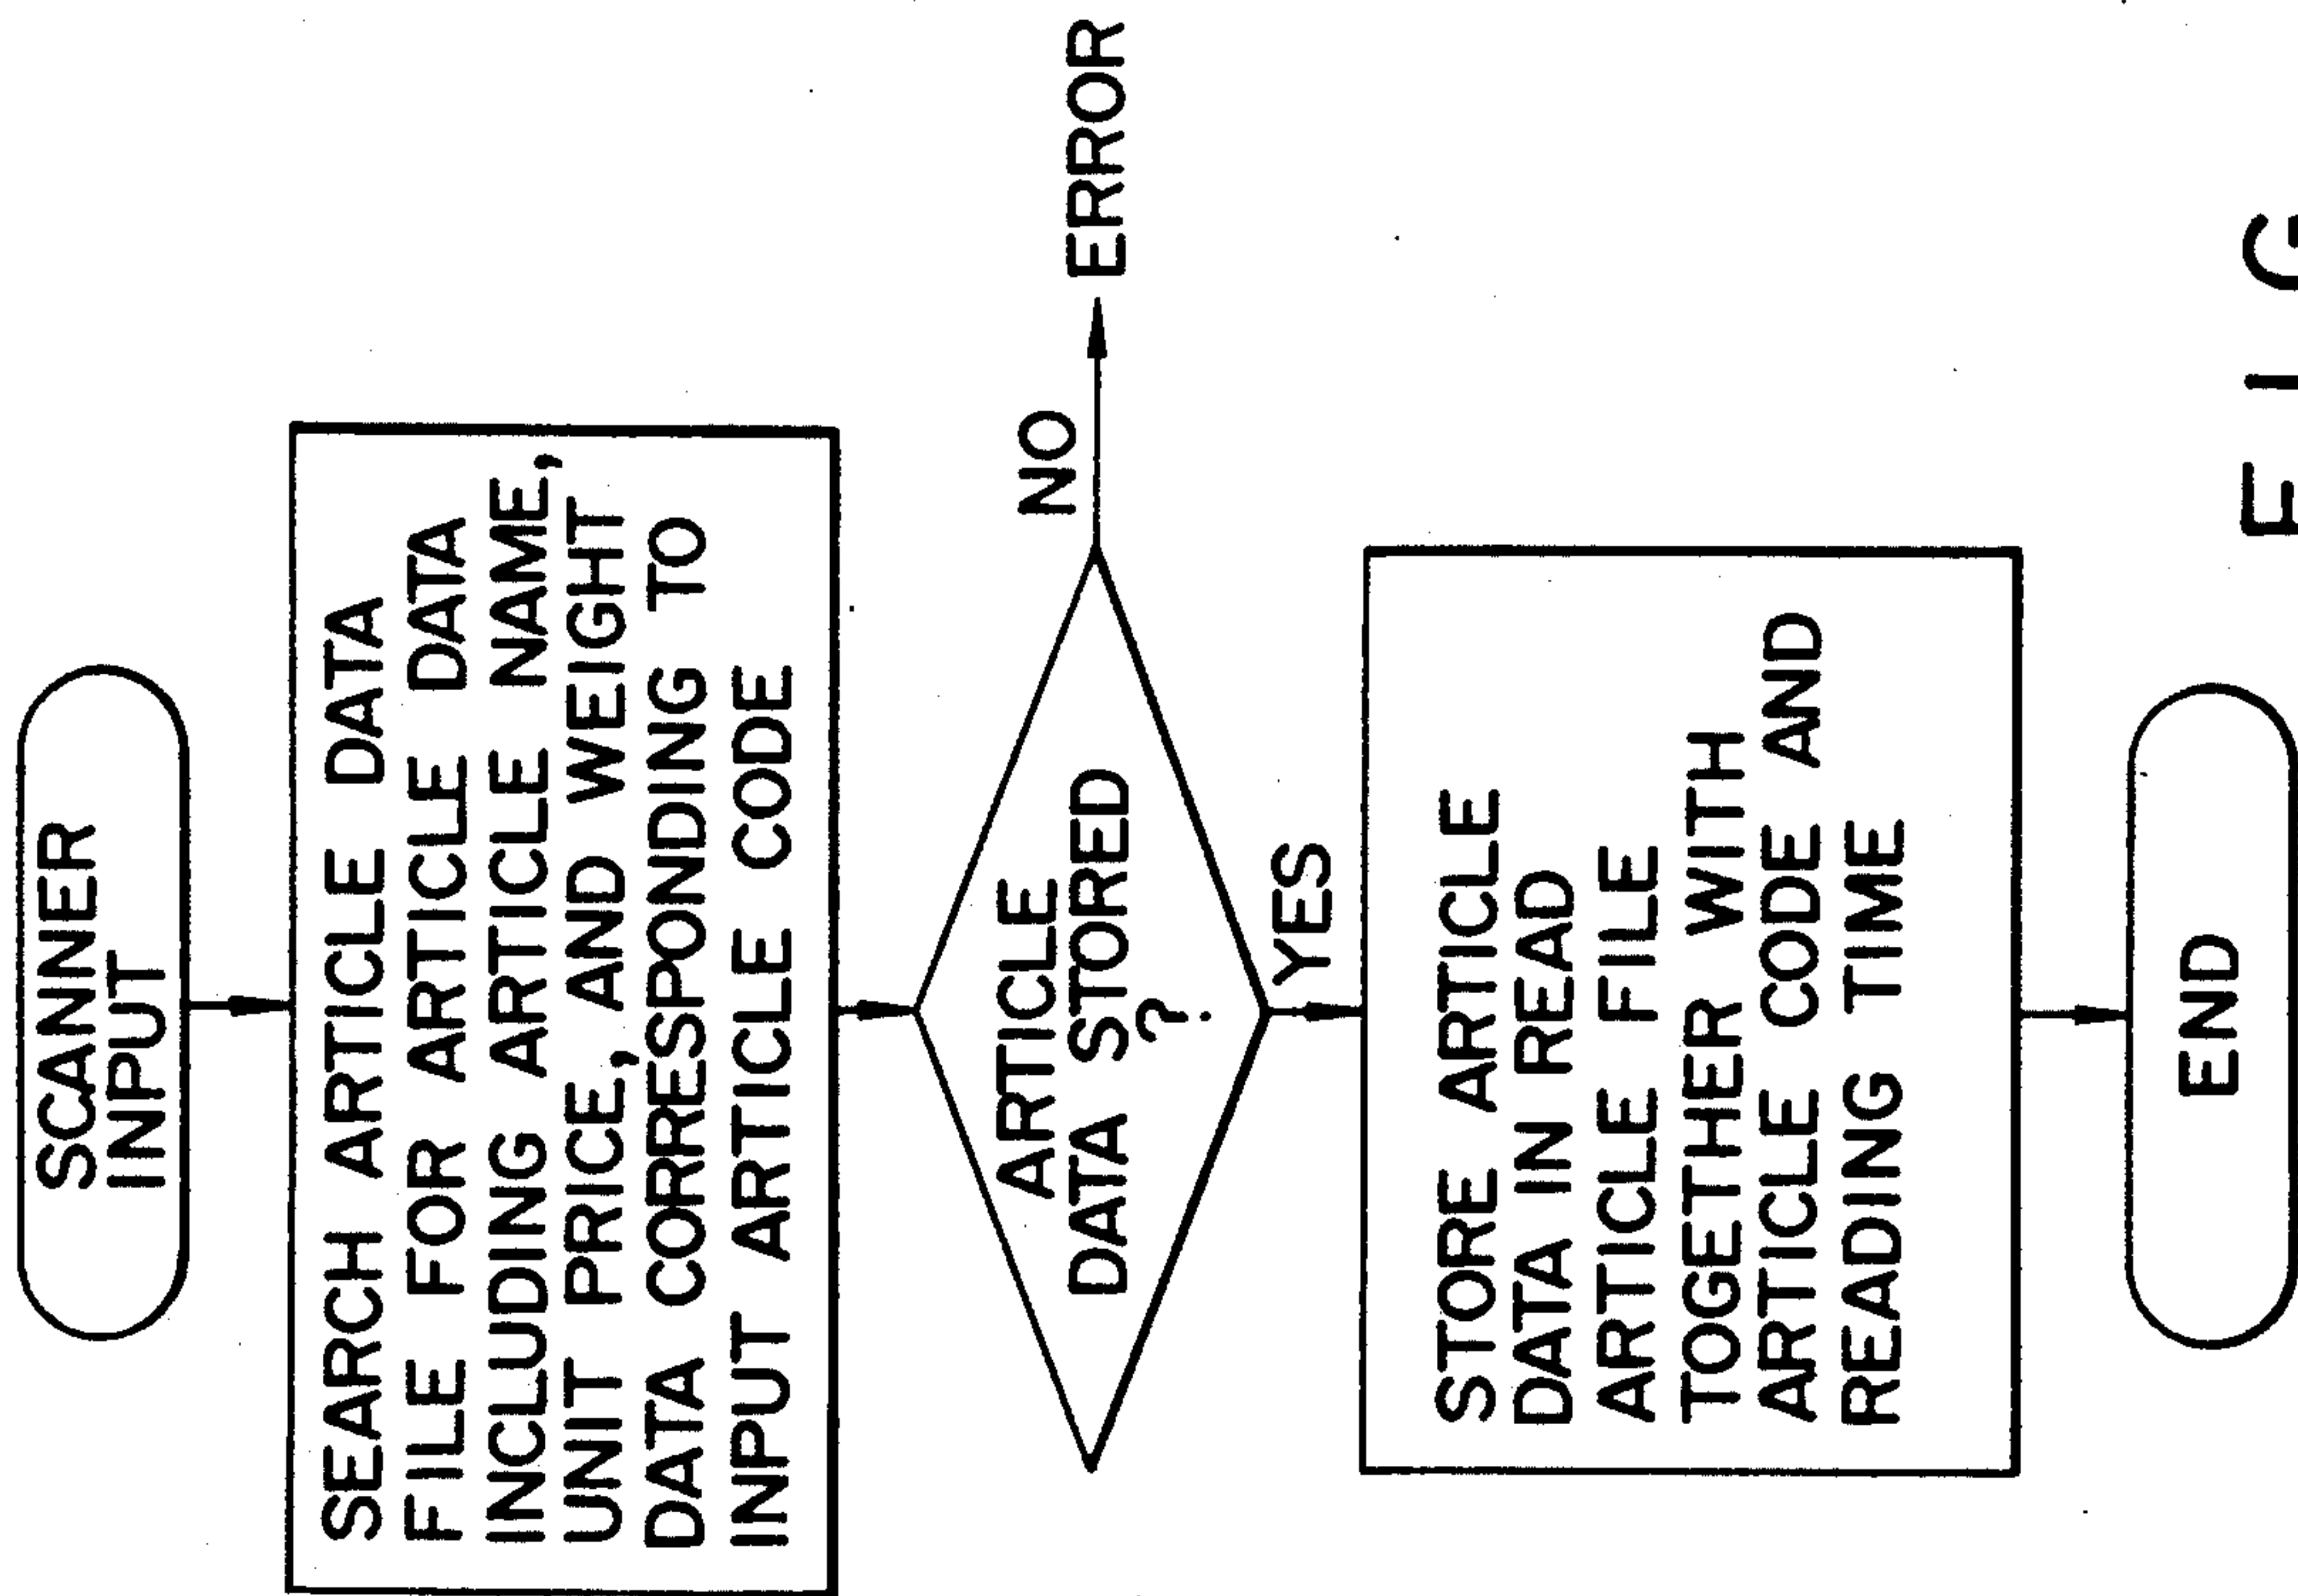 SCANNER
INPUT
SEARCH ARTICLE DATA
FILE FOR ARTICLE DATA
INCLUDING ARTICLE NAME,
UNIT PRICE, AND WEIGHT
DATA CORRESPONDING TO
INPUT ARTICLE CODE
ARTICLE
DATA STORED
?
NO
ERROR
YES
STORE ARTICLE
DATA IN READ
ARTICLE FILE
TOGETHER WITH
ARTICLE CODE AND
READING TIME
END